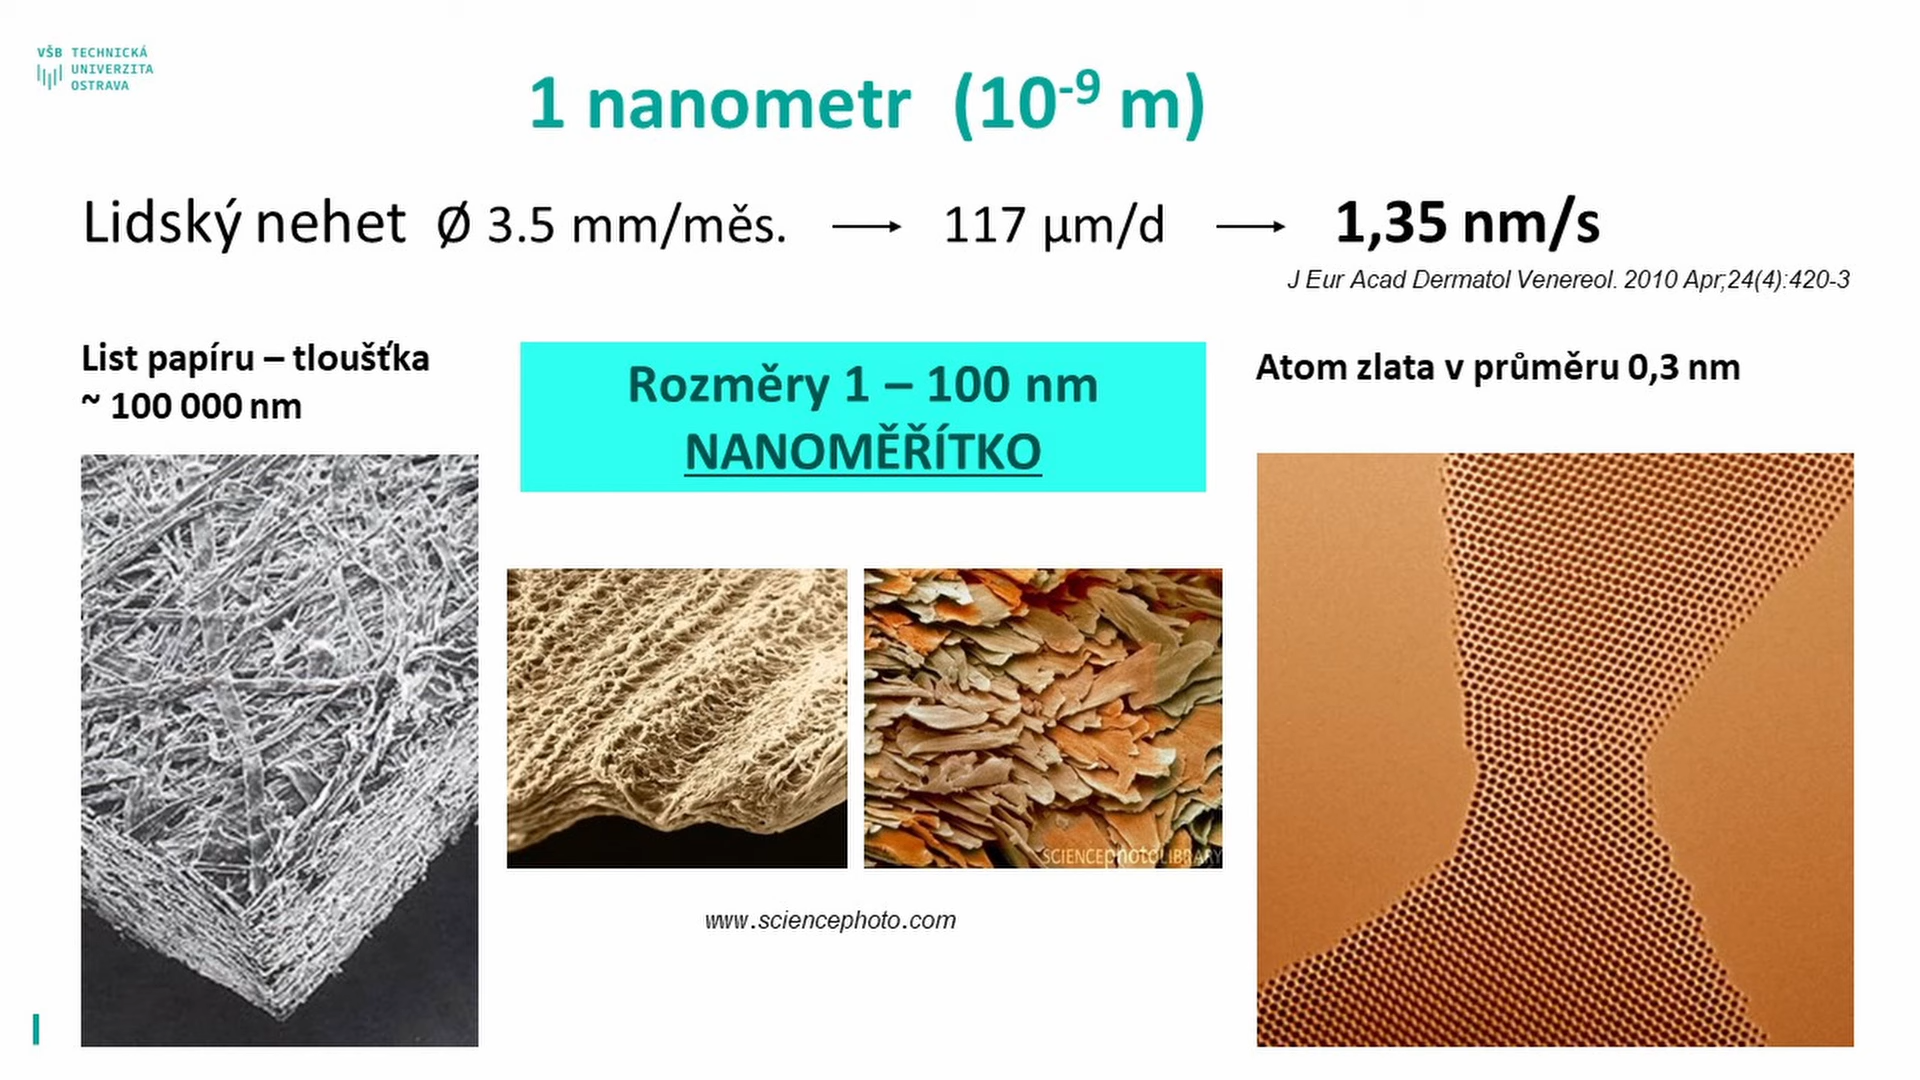 VŠB TECHNICKÁ
UNIVERZITA
OSTRAVA
1 nanometr (10⁻⁹ m)
Lidský nehet Ø 3.5 mm/měs. → 117 µm/d → 1,35 nm/s
J Eur Acad Dermatol Venereol. 2010 Apr;24(4):420-3
List papíru – tloušťka
~ 100 000 nm
Rozměry 1 – 100 nm
NANOMĚŘÍTKO
Atom zlata v průměru 0,3 nm
SCIENCEphotoLIBRARY
www.sciencephoto.com